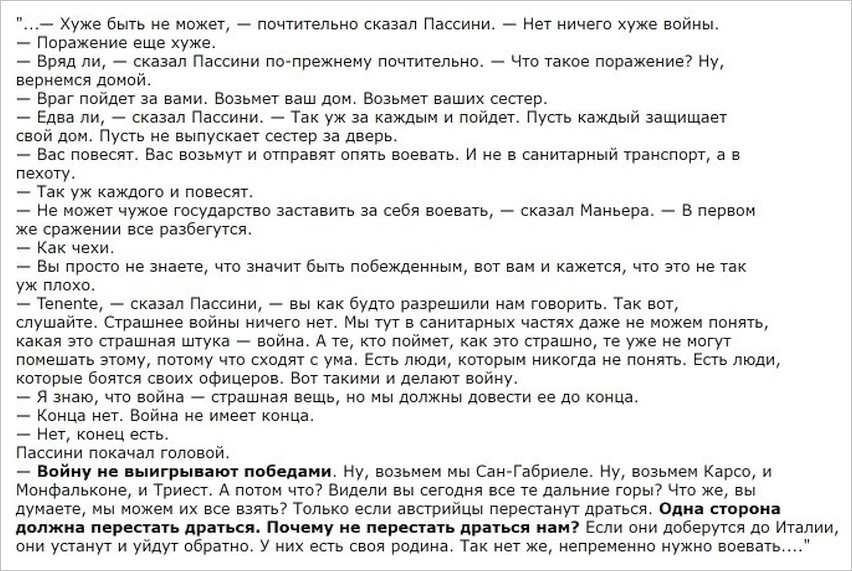 "...— Хуже быть не может, — почтительно сказал Пассини. — Нет ничего хуже войны.
— Поражение еще хуже.
— Вряд ли, — сказал Пассини по-прежнему почтительно. — Что такое поражение? Ну,
вернемся домой.
— Враг пойдет за вами. Возьмет ваш дом. Возьмет ваших сестер.
— Едва ли, — сказал Пассини. — Так уж за каждым и пойдет. Пусть каждый защищает
свой дом. Пусть не выпускает сестер за дверь.
— Вас повесят. Вас возьмут и отправят опять воевать. И не в санитарный транспорт, а в
пехоту.
— Так уж каждого и повесят.
— Не может чужое государство заставить за себя воевать, — сказал Маньера. — В первом
же сражении все разбегутся.
— Как чехи.
— Вы просто не знаете, что значит быть побежденным, вот вам и кажется, что это не так
уж плохо.
— Tenente, — сказал Пассини, — вы как будто разрешили нам говорить. Так вот,
слушайте. Страшнее войны ничего нет. Мы тут в санитарных частях даже не можем понять,
какая это страшная штука — война. А те, кто поймет, как это страшно, те уже не могут
помешать этому, потому что сходят с ума. Есть люди, которым никогда не понять. Есть люди,
которые боятся своих офицеров. Вот такими и делают войну.
— Я знаю, что война — страшная вещь, но мы должны довести ее до конца.
— Конца нет. Война не имеет конца.
— Нет, конец есть.
Пассини покачал головой.
— Войну не выигрывают победами. Ну, возьмем мы Сан-Габриеле. Ну, возьмем Карсо, и
Монфальконе, и Триест. А потом что? Видели вы сегодня все те дальние горы? Что же, вы
думаете, мы можем их все взять? Только если австрийцы перестанут драться. Одна сторона
должна перестать драться. Почему не перестать драться нам? Если они доберутся до Италии,
они устанут и уйдут обратно. У них есть своя родина. Так нет же, непременно нужно воевать...."